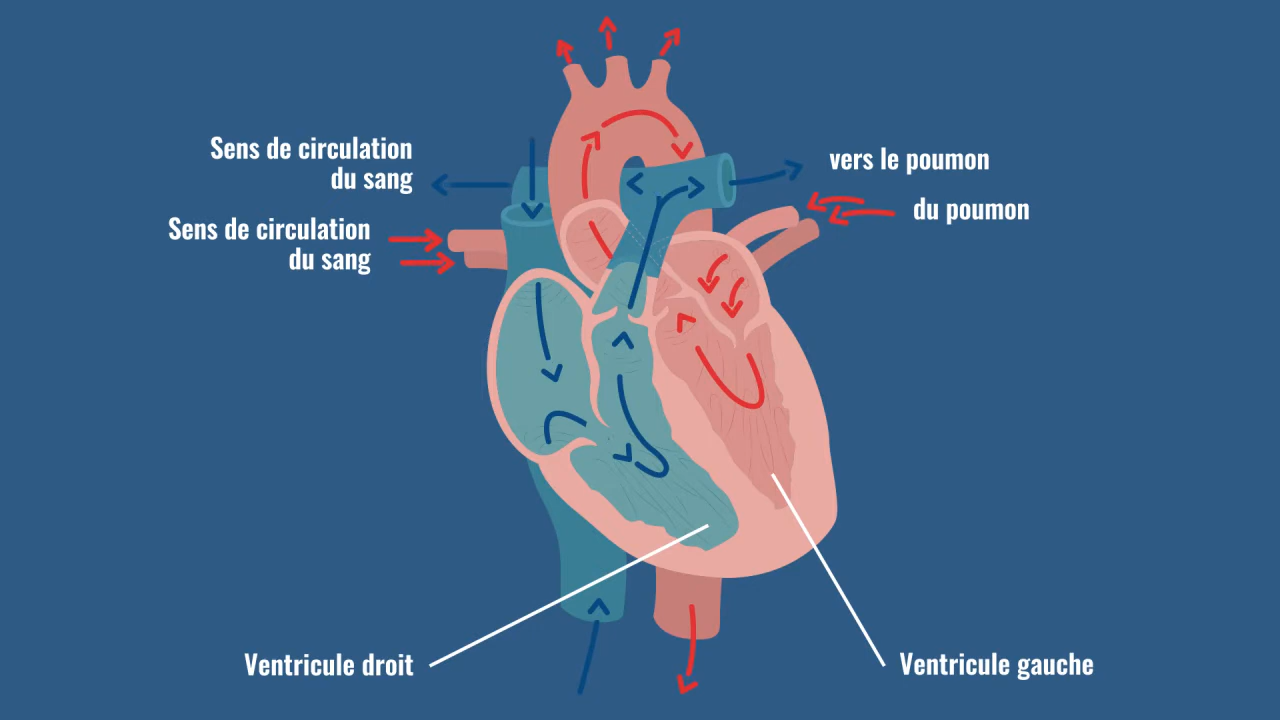 Sens de circulation
du sang
vers le poumon
du poumon
Sens de circulation
du sang
Ventricule droit
Ventricule gauche